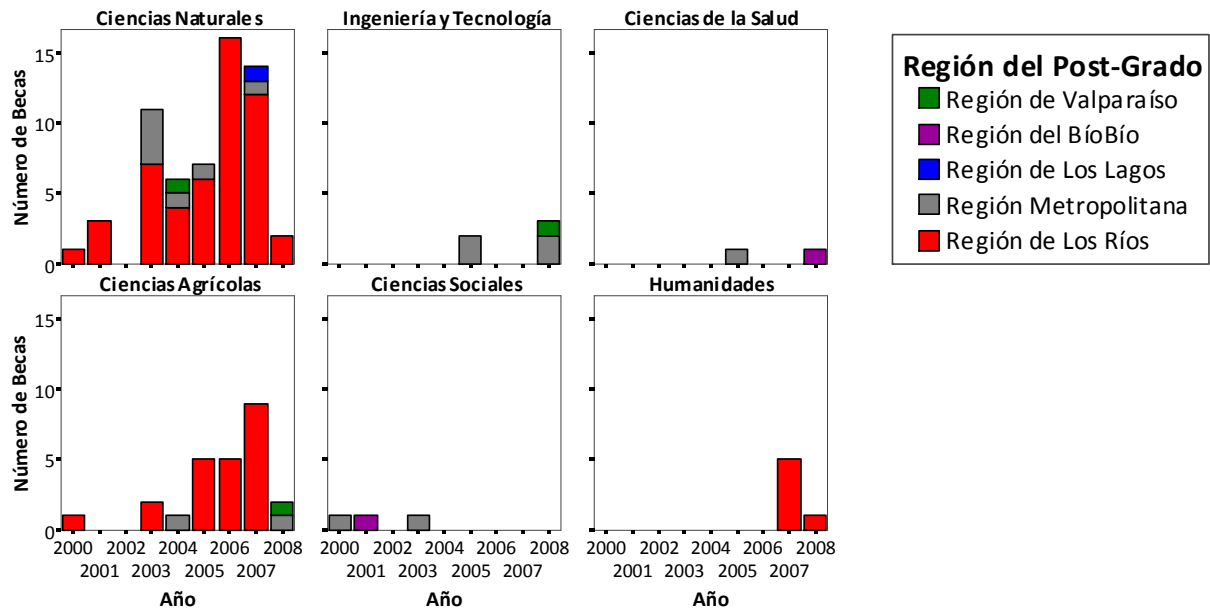 Ciencias Naturales
Ingeniería y Tecnología
Ciencias de la Salud
Número de Becas
15
10
5
0
Región del Post-Grado
Región de Valparaíso
Región del BíoBío
Región de Los Lagos
Región Metropolitana
Región de Los Ríos
Ciencias Agrícolas
Ciencias Sociales
Humanidades
Número de Becas
15
10
5
0
2000 2002 2004 2006 2008
2001 2003 2005 2007
Año
2000 2002 2004 2006 2008
2001 2003 2005 2007
Año
2000 2002 2004 2006 2008
2001 2003 2005 2007
Año